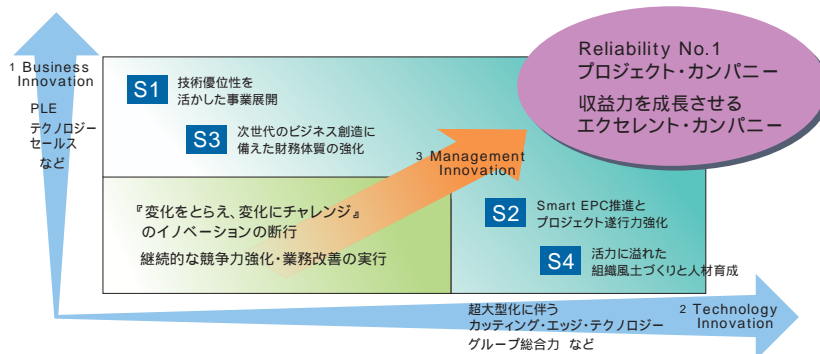 1 Business
Innovation
PLE
テクノロジー
セールス
など
S1 技術優位性を
活かした事業展開
S3 次世代のビジネス創造に
備えた財務体質の強化
Reliability No.1
プロジェクト・カンパニー
収益力を成長させる
エクセレント・カンパニー
3 Management
Innovation
『変化をとらえ、変化にチャレンジ』
のイノベーションの断行
継続的な競争力強化・業務改善の実行
S2 Smart EPC推進と
プロジェクト遂行力強化
S4 活力に溢れた
組織風土づくりと人材育成
超大型化に伴う
カッティング・エッジ・テクノロジー
グループ総合力 など
2 Technology
Innovation